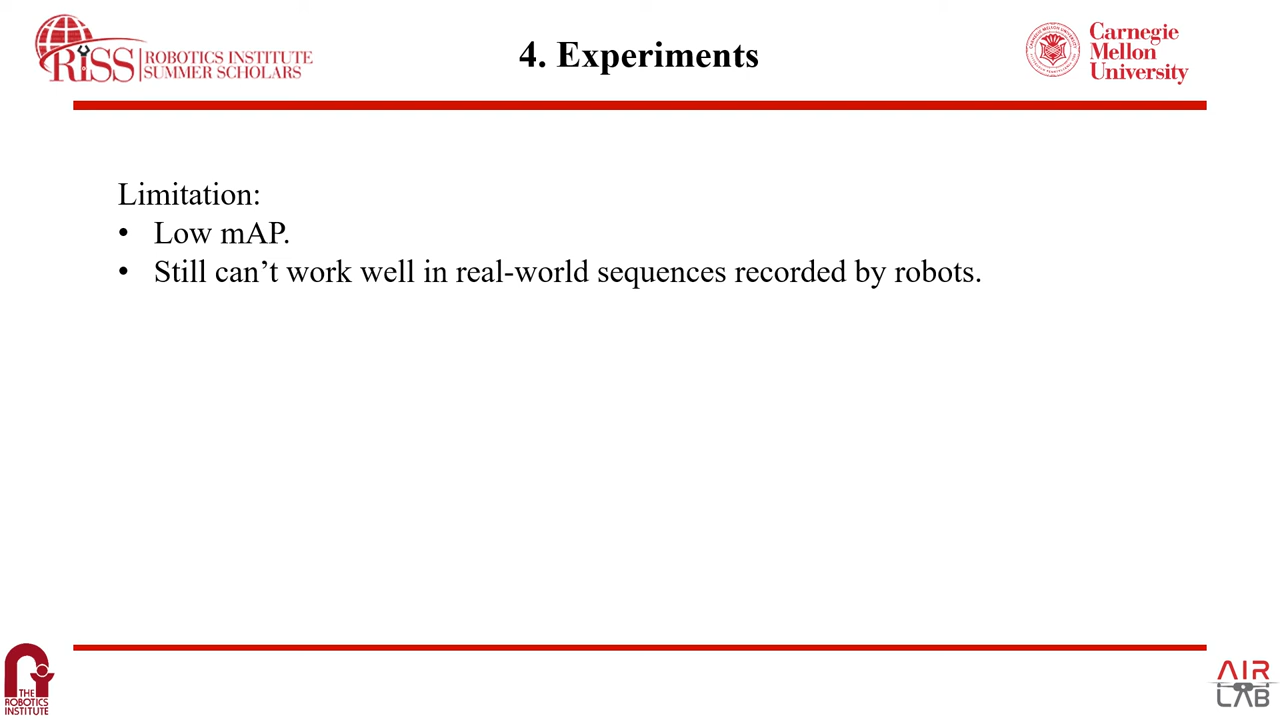 RISS
ROBOTICS INSTITUTE
SUMMER SCHOLARS
4. Experiments
Carnegie
Mellon
University
Limitation:
• Low mAP.
• Still can’t work well in real-world sequences recorded by robots.
THE
ROBOTICS
INSTITUTE
AIR
LAB